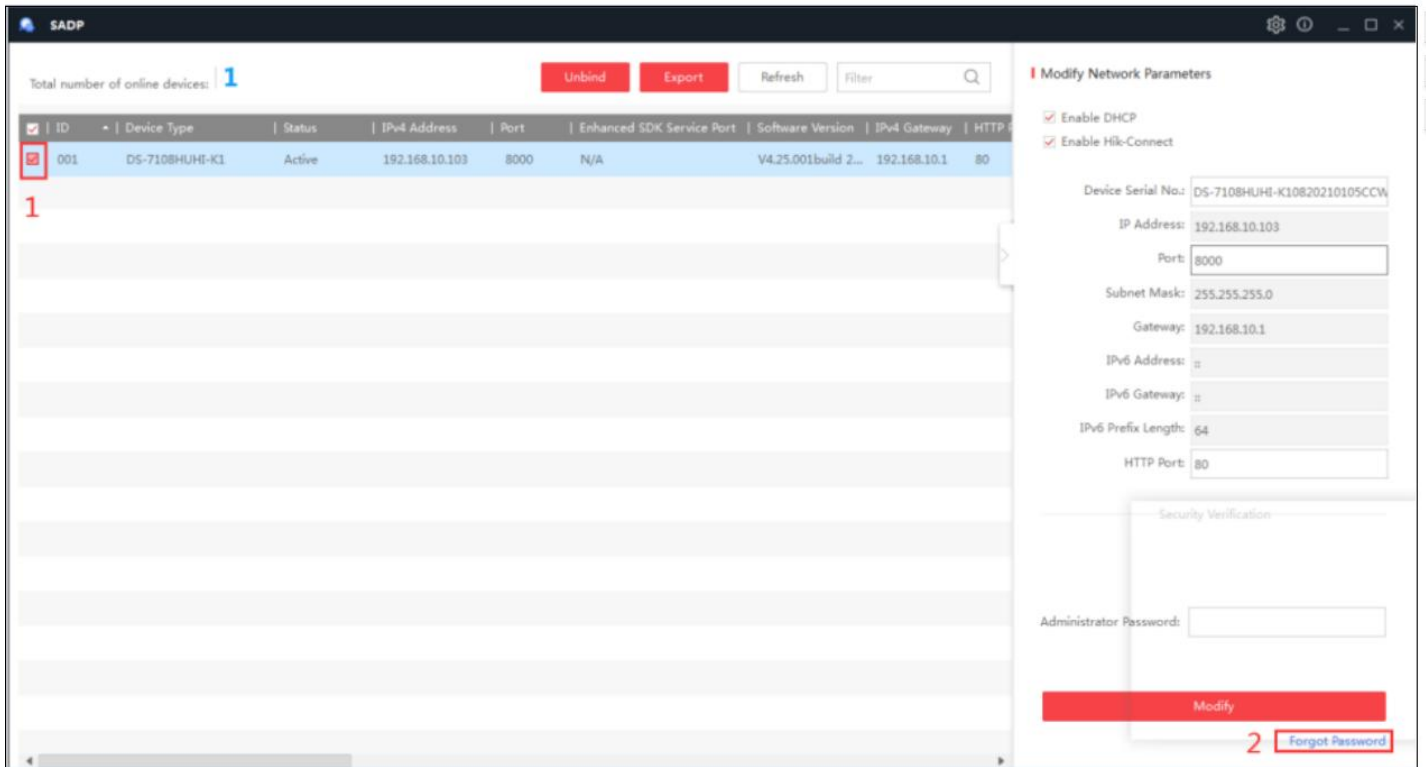 SADP
Total number of online devices: 1
Unbind
Export
Refresh
Filter
ID | Device Type | Status | IPv4 Address | Port | Enhanced SDK Service Port | Software Version | IPv4 Gateway | HTTP
001 DS-7108HUHI-K1 Active 192.168.10.103 8000 N/A V4.25.001build 2... 192.168.10.1 80
1
Modify Network Parameters
Enable DHCP
Enable Hik-Connect
Device Serial No.: DS-7108HUHI-K10820210105CCW
IP Address: 192.168.10.103
Port: 8000
Subnet Mask: 255.255.255.0
Gateway: 192.168.10.1
IPv6 Address: ::
IPv6 Gateway: ::
IPv6 Prefix Length: 64
HTTP Port: 80
Security Verification
Administrator Password:
Modify
2 Forgot Password